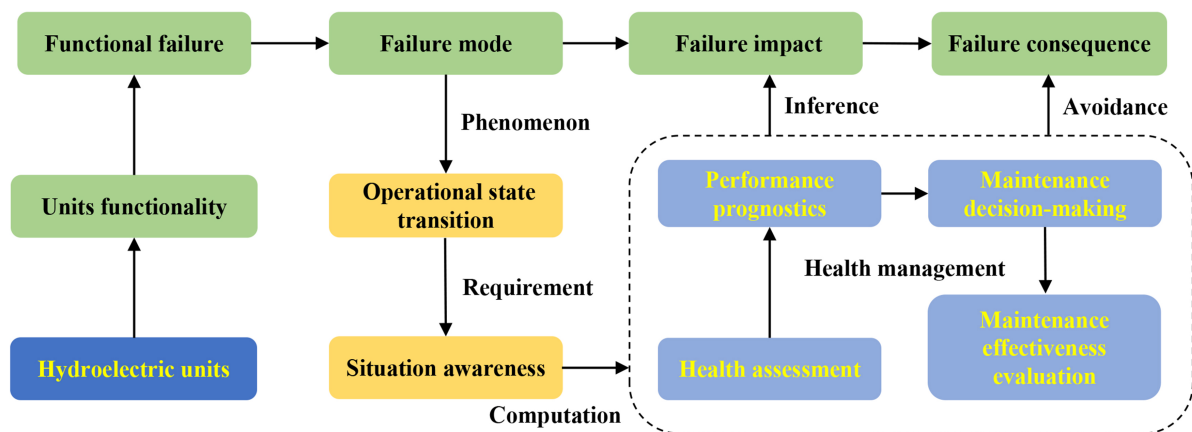 Functional failure
Failure mode
Failure impact
Failure consequence
Phenomenon
Inference
Avoidance
Units functionality
Operational state
transition
Performance
prognostics
Maintenance
decision-making
Requirement
Health management
Hydroelectric units
Situation awareness
Health assessment
Maintenance
effectiveness
evaluation
Computation